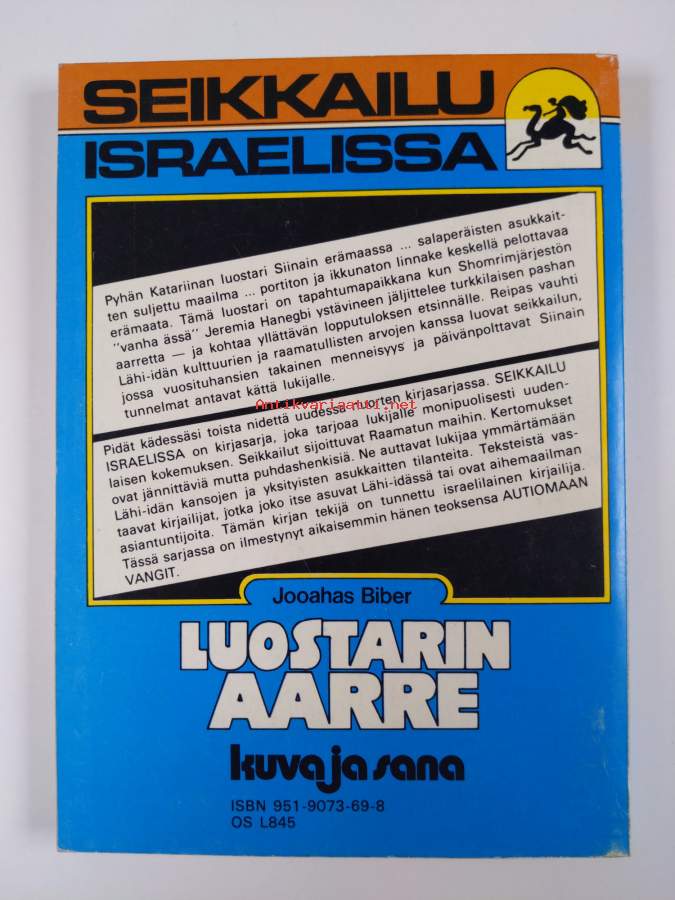 SEIKKAILU
ISRAELISSA
Pyhän Katariinan luostari Siinain erämaassa ... salaperäisten asukkait-
ten suljettu maailma ... portiton ja ikkunaton linnake keskellä pelottavaa
erämaata. Tämä luostari on tapahtumapaikkana kun Shomrimjärjestön
"vanha ässä" Jeremia Hanegbi ystävineen jäljittelee turkkilaisen pashan
aarretta — ja kohtaa yllättävän lopputuloksen etsinnälle. Reipas vauhti
Lähi-idän kulttuurien ja raamatullisten arvojen kanssa luovat seikkailun,
jossa vuosituhansien takainen menneisyys ja päivänpolttavat Siinain
tunnelmat antavat kättä lukijalle.
Antikvariaatti.net
Pidät kädessäsi toista nidettä uudessa nuorten kirjasarjassa. SEIKKAILU
ISRAELISSA on kirjasarja, joka tarjoaa lukijalle monipuolisesti uuden-
laisen kokemuksen. Seikkailut sijoittuvat Raamatun maihin. Kertomukset
ovat jännittäviä mutta puhdashenkisiä. Ne auttavat lukijaa ymmärtämään
Lähi-idän kansojen ja yksityisten asukkaitten tilanteita. Teksteistä vas-
taavat kirjailijat, jotka joko itse asuvat Lähi-idässä tai ovat aihemaailman
asiantuntijoita. Tämän kirjan tekijä on tunnettu israelilainen kirjailija.
Tässä sarjassa on ilmestynyt aikaisemmin hänen teoksensa AUTIOMAAN
VANGIT.
Jooahas Biber
LUOSTARIN
AARRE
kuva ja sana
ISBN 951-9073-69-8
OS L845